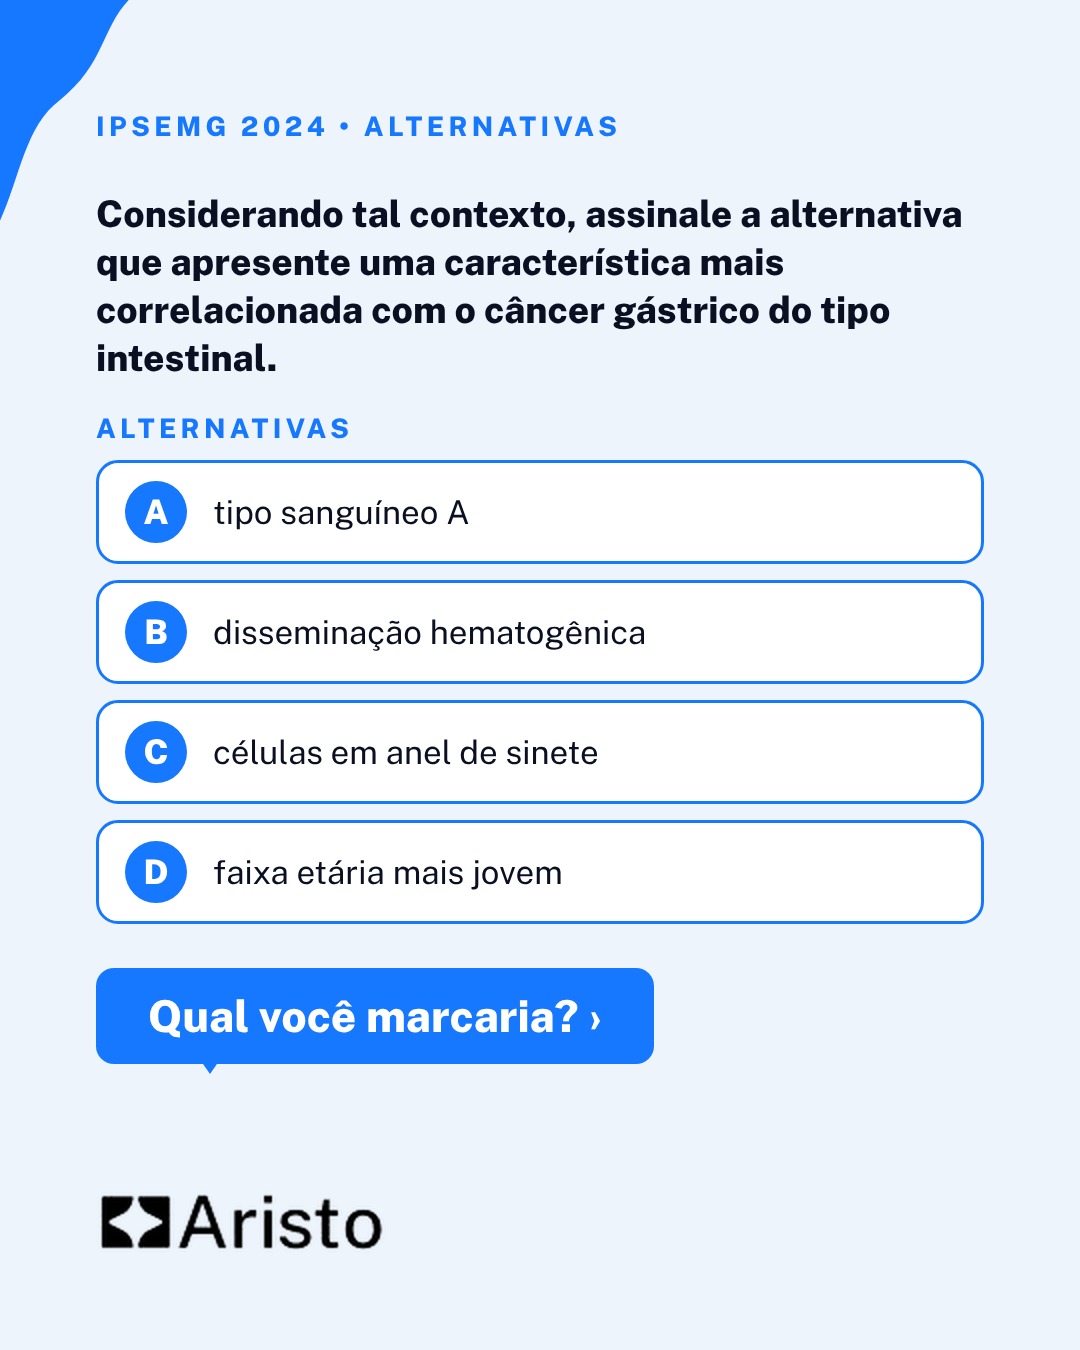 IPSEMG 2024 • ALTERNATIVAS
Considerando tal contexto, assinale a alternativa
que apresente uma característica mais
correlacionada com o câncer gástrico do tipo
intestinal.
ALTERNATIVAS
A tipo sanguíneo A
B disseminação hematogênica
C células em anel de sinete
D faixa etária mais jovem
Qual você marcaria? ›
Aristo